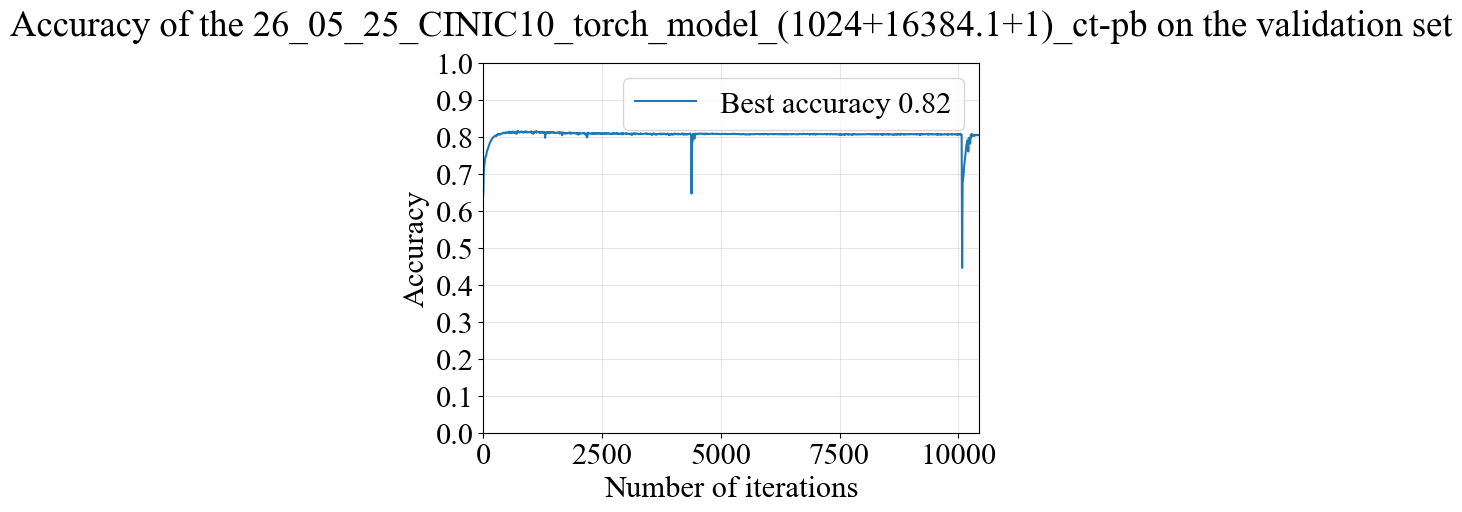 Accuracy of the 26_05_25_CINIC10_torch_model_(1024+16384.1+1)_ct-pb on the validation set
Best accuracy 0.82
Accuracy
1.0
0.9
0.8
0.7
0.6
0.5
0.4
0.3
0.2
0.1
0.0
0 2500 5000 7500 10000
Number of iterations